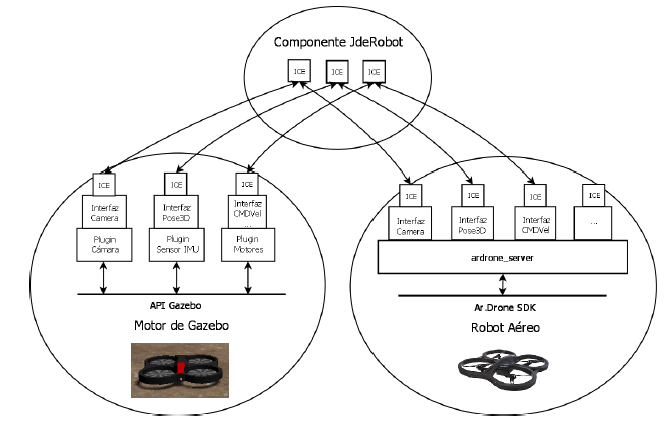 Componente JdeRobot
ICE ICE ICE
ICE ICE ICE
Interfaz Camera
Interfaz Pose3D
Interfaz CMDVel ...
Plugin Cámara
Plugin Sensor IMU
Plugin Motores
API Gazebo
Motor de Gazebo
ICE ICE ICE ICE
Interfaz Camera
Interfaz Pose3D
Interfaz CMDVel
...
ardrone_server
Ar.Drone SDK
Robot Aéreo